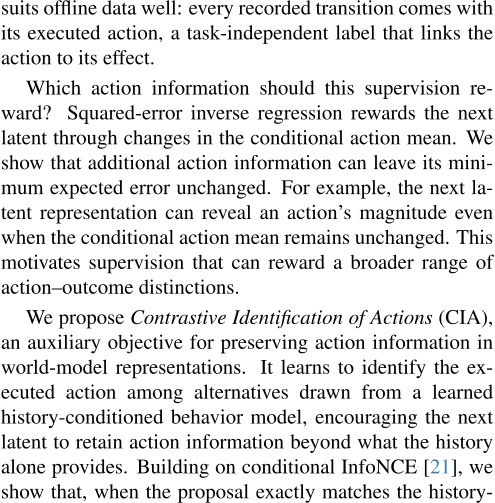 suits offline data well: every recorded transition comes with
its executed action, a task-independent label that links the
action to its effect.
Which action information should this supervision re-
ward? Squared-error inverse regression rewards the next
latent through changes in the conditional action mean. We
show that additional action information can leave its mini-
mum expected error unchanged. For example, the next la-
tent representation can reveal an action’s magnitude even
when the conditional action mean remains unchanged. This
motivates supervision that can reward a broader range of
action–outcome distinctions.
We propose Contrastive Identification of Actions (CIA),
an auxiliary objective for preserving action information in
world-model representations. It learns to identify the ex-
ecuted action among alternatives drawn from a learned
history-conditioned behavior model, encouraging the next
latent to retain action information beyond what the history
alone provides. Building on conditional InfoNCE [21], we
show that, when the proposal exactly matches the history-